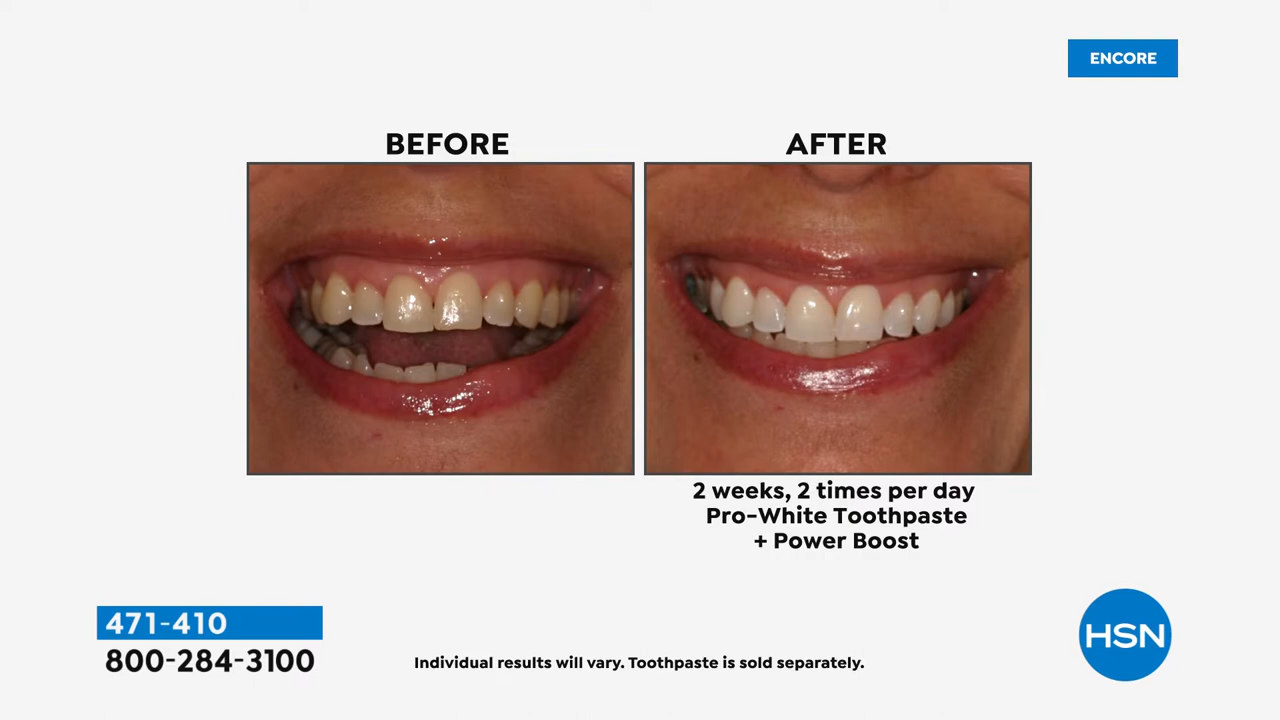 ENCORE
BEFORE
AFTER
2 weeks, 2 times per day
Pro-White Toothpaste
+ Power Boost
471-410
800-284-3100
Individual results will vary. Toothpaste is sold separately.
HSN